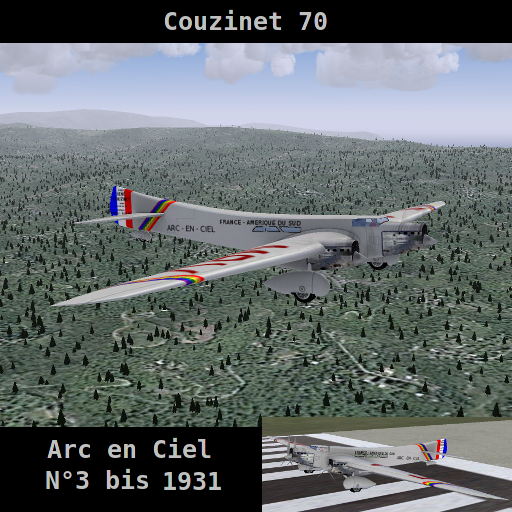 Couzinet 70
FRANCE - AMERIQUE DU SUD
ARC - EN - CIEL
Arc en Ciel
N°3 bis 1931